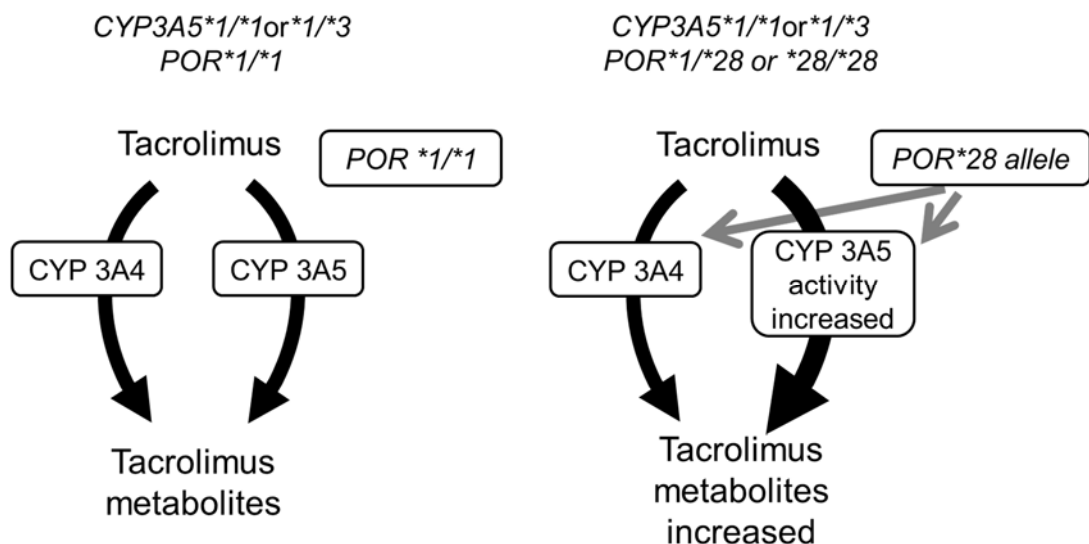 CYP3A5*1/*1or*1/*3
POR*1/*1
Tacrolimus
POR *1/*1
CYP 3A4
CYP 3A5
Tacrolimus
metabolites
CYP3A5*1/*1or*1/*3
POR*1/*28 or *28/*28
Tacrolimus
POR*28 allele
CYP 3A4
CYP 3A5
activity
increased
Tacrolimus
metabolites
increased